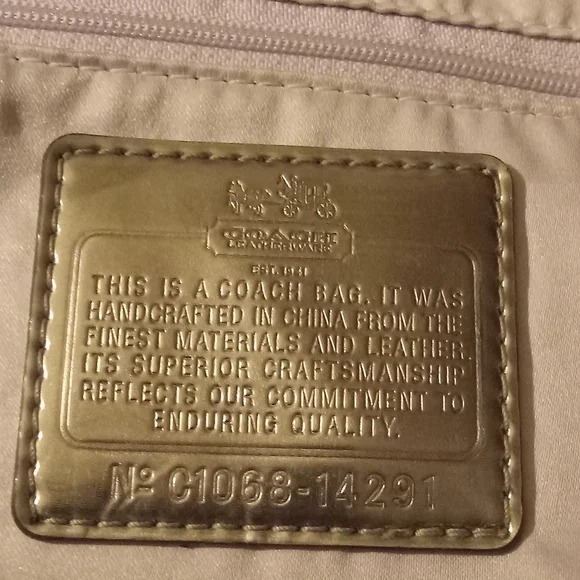 COACH
LEATHERWARE
EST. 1941
THIS IS A COACH BAG. IT WAS
HANDCRAFTED IN CHINA FROM THE
FINEST MATERIALS AND LEATHER.
ITS SUPERIOR CRAFTSMANSHIP
REFLECTS OUR COMMITMENT TO
ENDURING QUALITY.
Nº C1068-14291